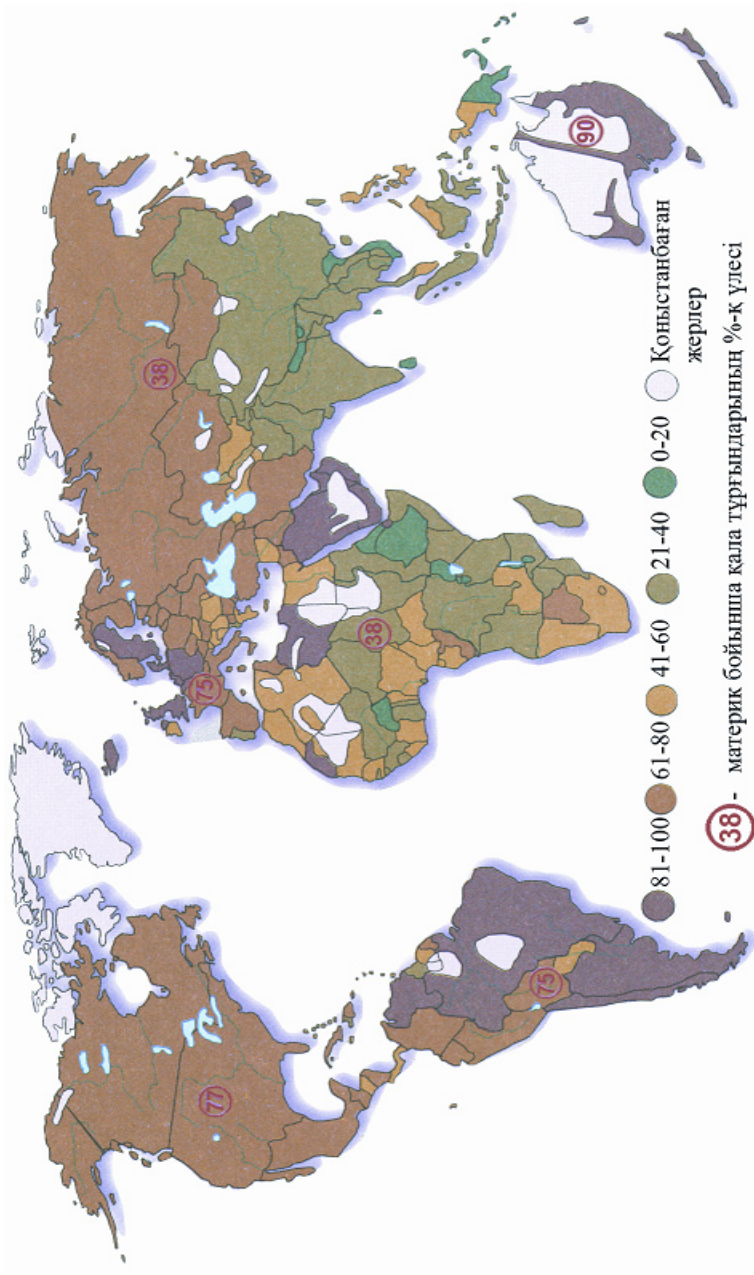 77
75
75
38
38
90
81-100 61-80 41-60 21-40 0-20 Қоныстанбаған
жерлер
38 - материк бойынша қала тұрғындарының %-қ үлесі